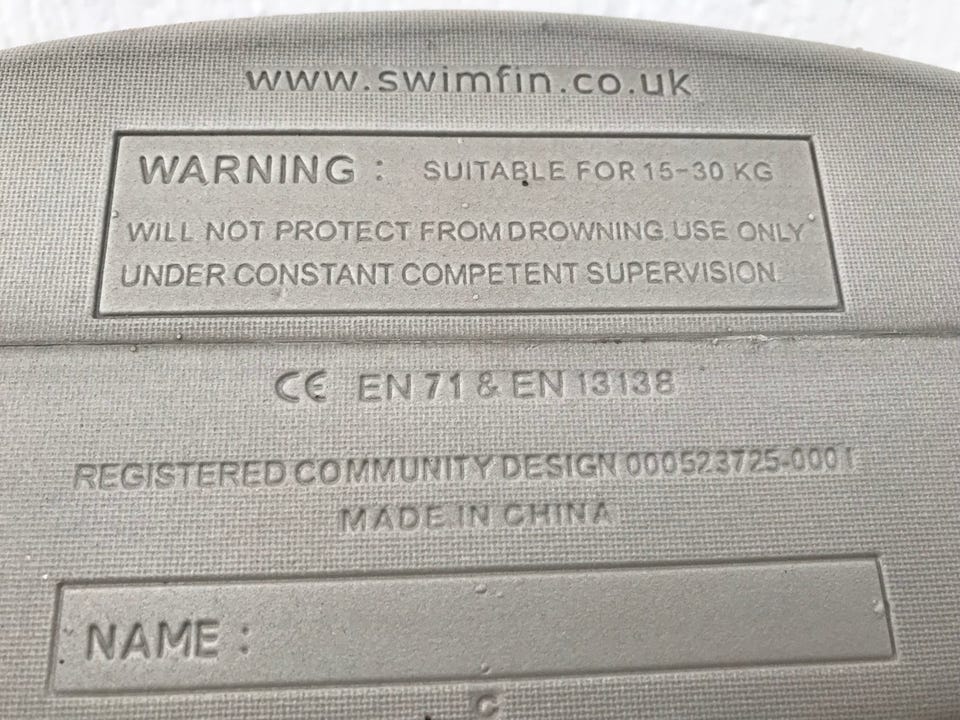 www.swimfin.co.uk
WARNING : SUITABLE FOR 15-30 KG
WILL NOT PROTECT FROM DROWNING. USE ONLY
UNDER CONSTANT COMPETENT SUPERVISION.
CE EN 71 & EN 13138
REGISTERED COMMUNITY DESIGN 000523725-0001
MADE IN CHINA
NAME :
C